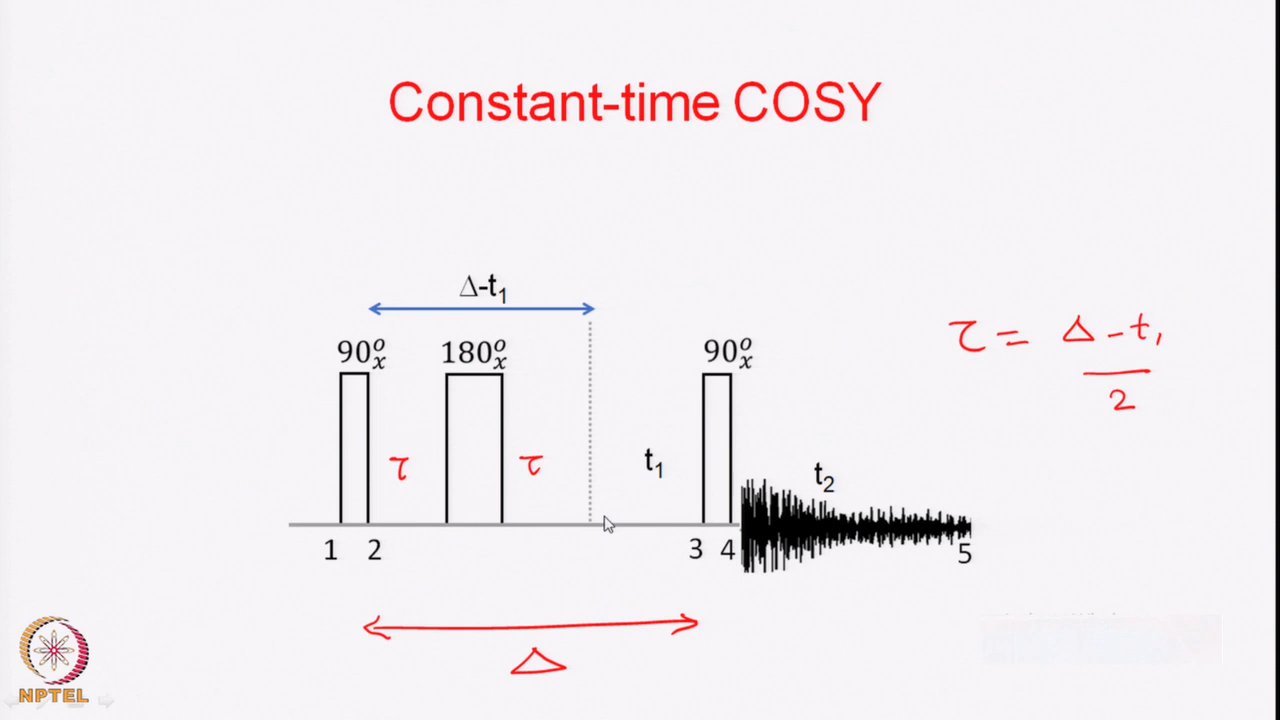 Constant-time COSY
Δ-t₁
90°ₓ 180°ₓ 90°ₓ
τ = Δ-t₁
2
τ τ t₁ t₂
1 2 3 4 5
Δ
NPTEL